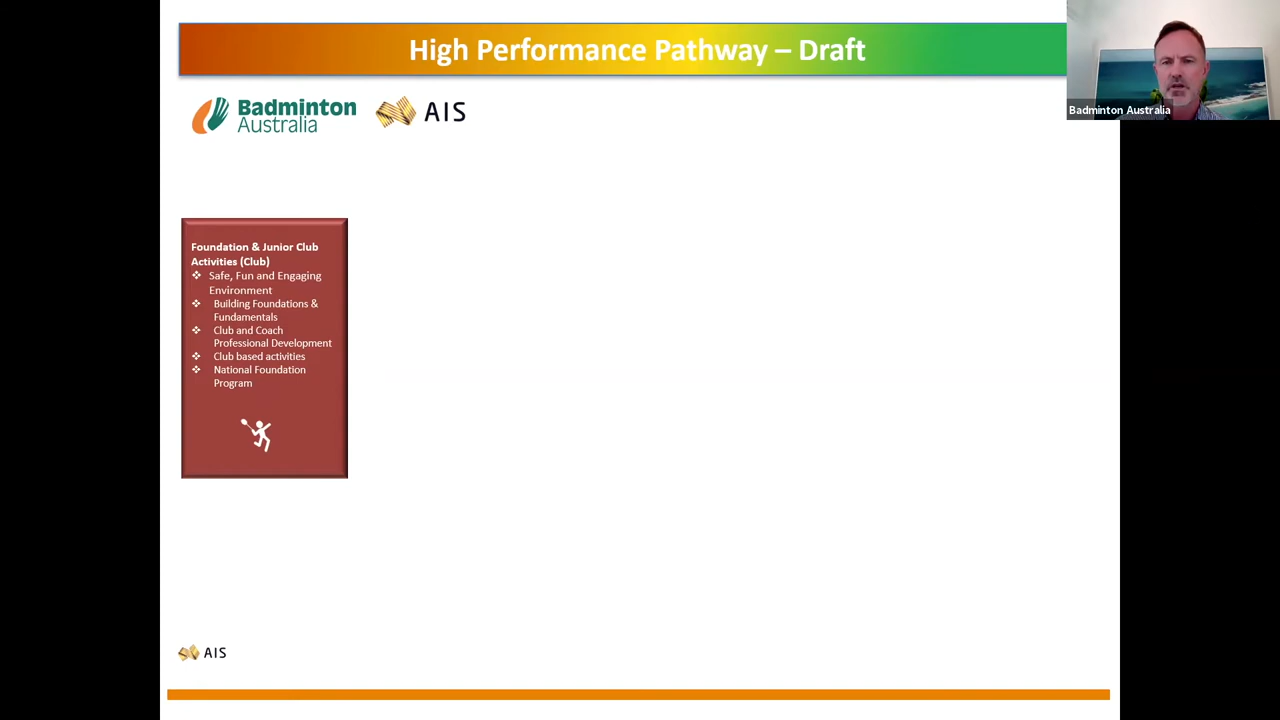 High Performance Pathway – Draft
Badminton Australia
Badminton
Australia
AIS
Foundation & Junior Club
Activities (Club)
❖ Safe, Fun and Engaging
Environment
❖ Building Foundations &
Fundamentals
❖ Club and Coach
Professional Development
❖ Club based activities
❖ National Foundation
Program
AIS